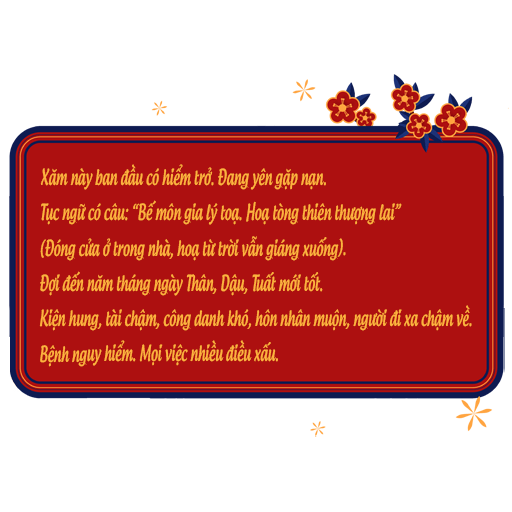 Xăm này ban đầu có hiểm trở. Đang yên gặp nạn.
Tục ngữ có câu: “Bế môn gia lý toạ. Hoạ tòng thiên thượng lai”
(Đóng cửa ở trong nhà, hoạ từ trời vẫn giáng xuống).
Đợi đến năm tháng ngày Thân, Dậu, Tuất mới tốt.
Kiện hung, tài chậm, công danh khó, hôn nhân muộn, người đi xa chậm về.
Bệnh nguy hiểm. Mọi việc nhiều điều xấu.